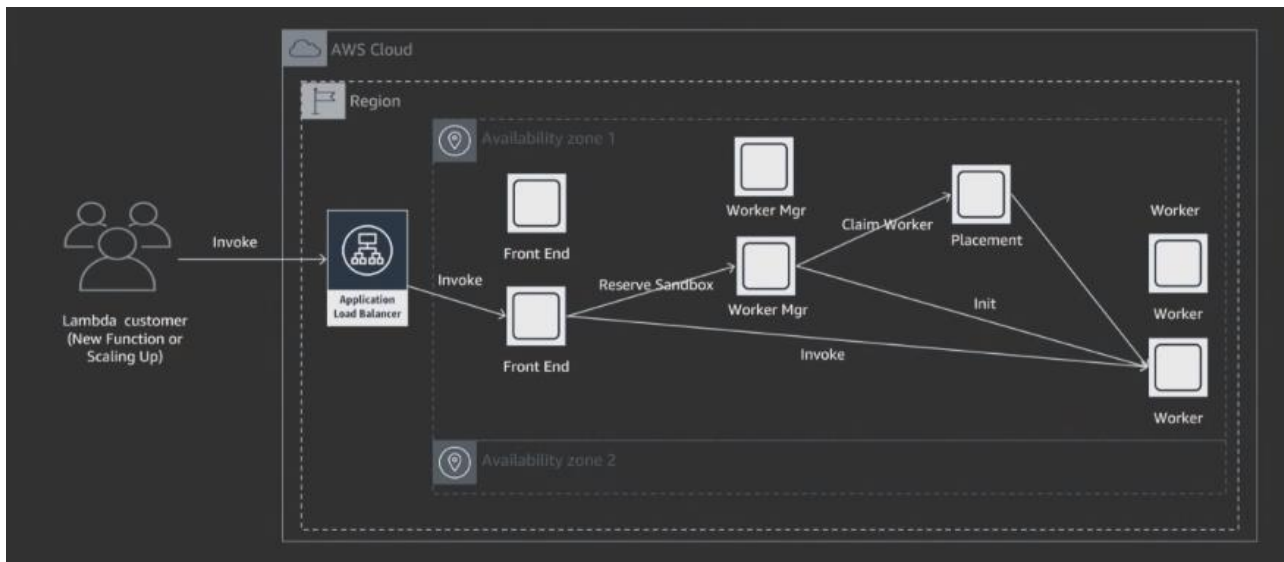 AWS Cloud
Region
Availability zone 1
Worker Mgr
Claim Worker
Placement
Worker
Front End
Invoke
Invoke
Reserve Sandbox
Worker Mgr
Init
Worker
Application
Load Balancer
Lambda customer
(New Function or
Scaling Up)
Front End
Invoke
Worker
Availability zone 2